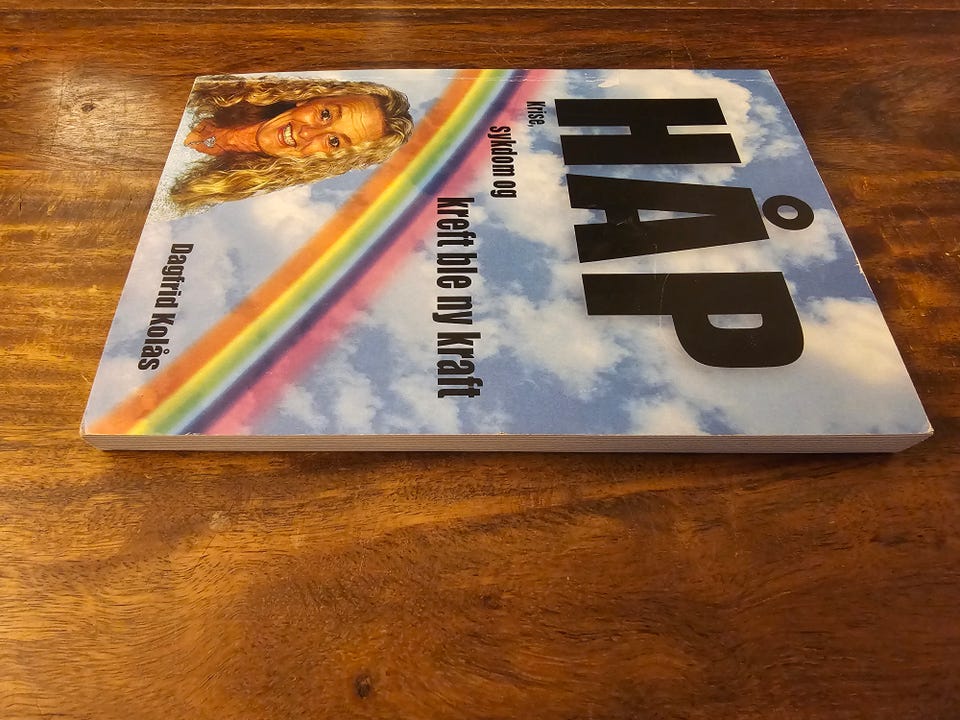 HÅP
Krise,
sykdom og
kreft ble ny kraft
Dagfrid Kolås